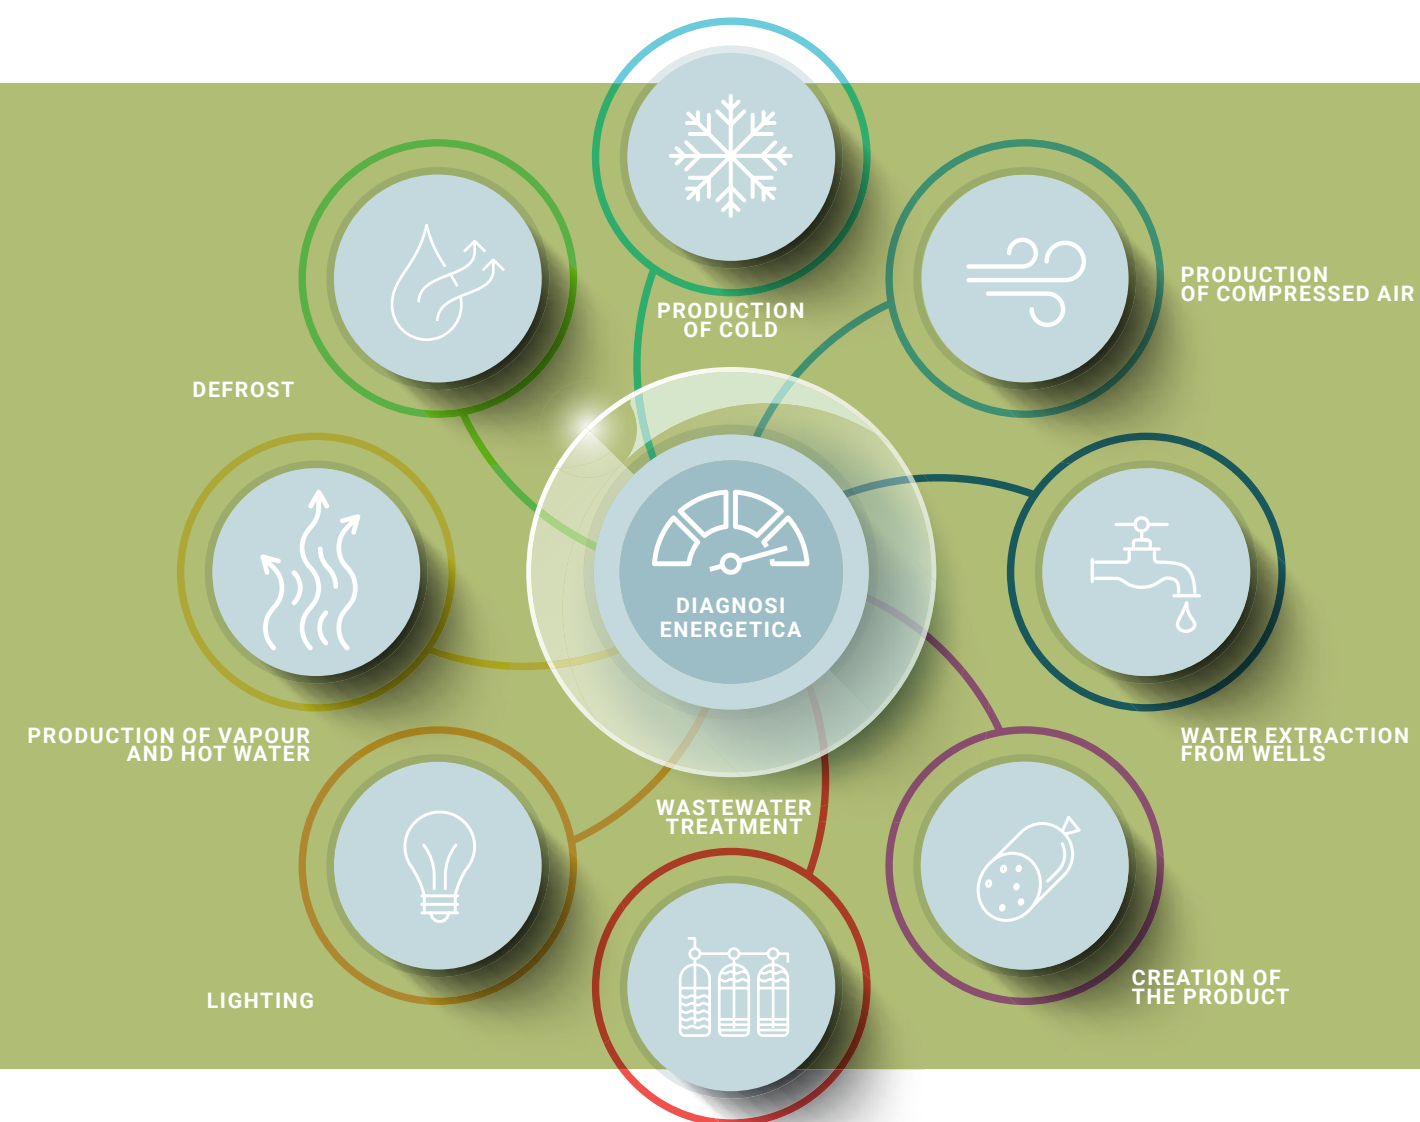 PRODUCTION
OF COLD
PRODUCTION
OF COMPRESSED AIR
DEFROST
DIAGNOSI
ENERGETICA
PRODUCTION OF VAPOUR
AND HOT WATER
WATER EXTRACTION
FROM WELLS
WASTEWATER
TREATMENT
LIGHTING
CREATION OF
THE PRODUCT